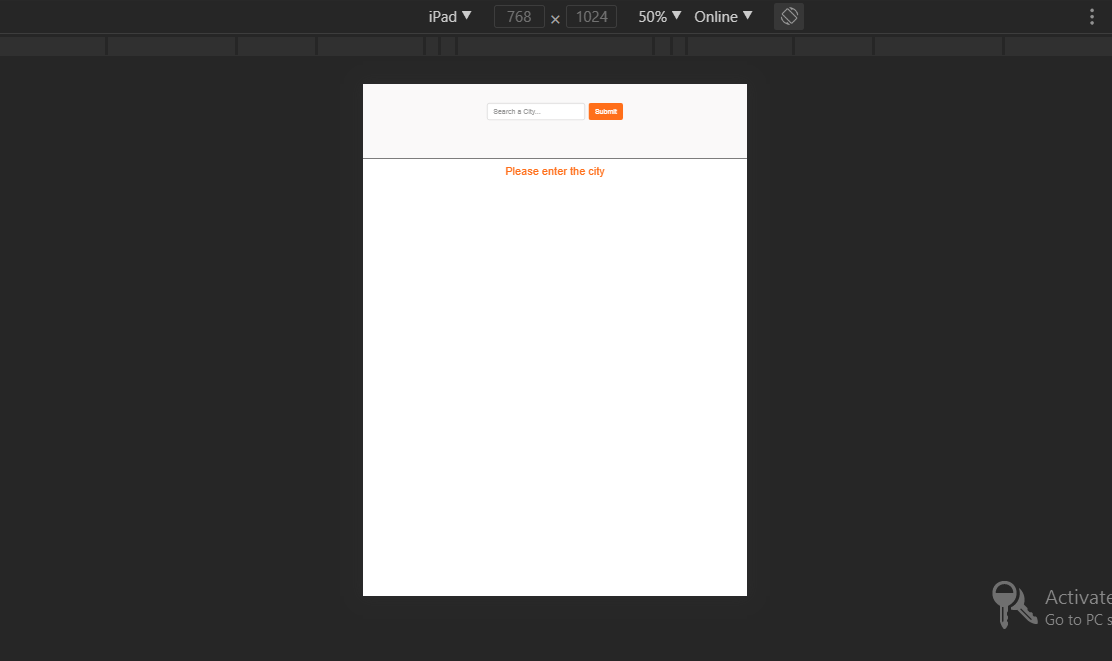 iPad 768 × 1024 50% Online
Search a City... Submit
Please enter the city
Activate
Go to PC s